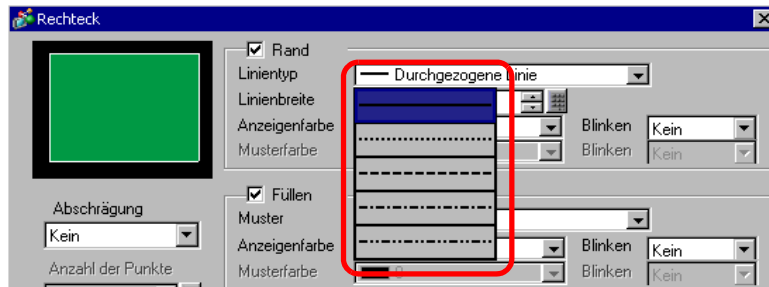 Rechteck
Rand
Linientyp
Durchgezogene Linie
Linienbreite
Anzeigenfarbe
Blinken
Kein
Musterfarbe
Blinken
Kein
Abschrägung
Kein
Anzahl der Punkte
Füllen
Muster
Anzeigenfarbe
Blinken
Kein
Musterfarbe
0
Blinken
Kein